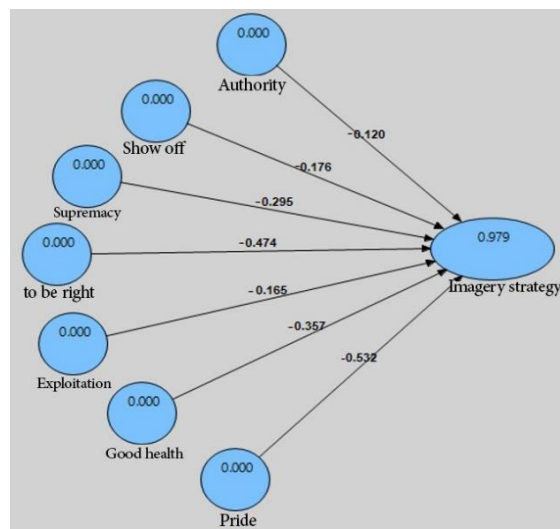 0.000
Authority
-0.120
0.000
Show off
-0.176
0.000
Supremacy
-0.295
0.000
to be right
-0.474
0.979
Imagery strategy
0.000
Exploitation
-0.165
0.000
Good health
-0.357
0.000
Pride
-0.532